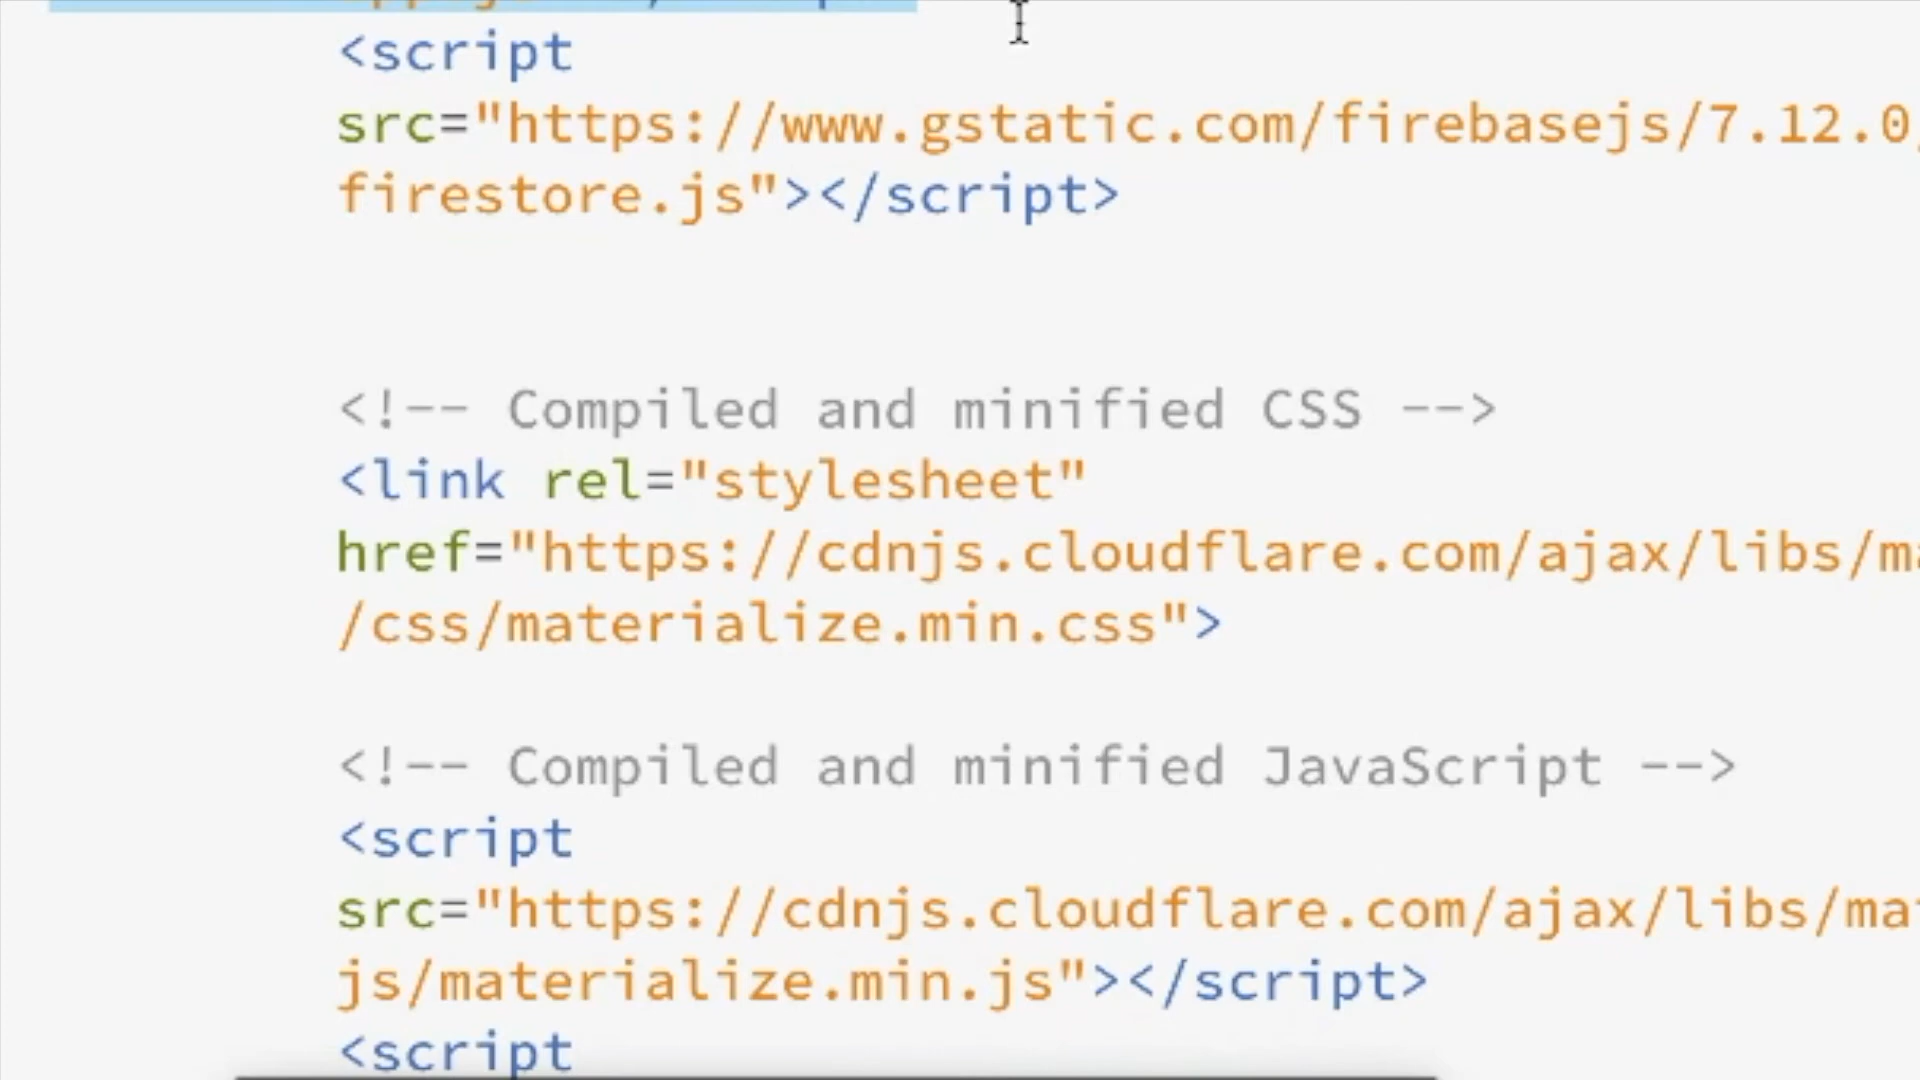 <script
src="https://www.gstatic.com/firebasejs/7.12.0
firestore.js"></script>
<!-- Compiled and minified CSS -->
<link rel="stylesheet"
href="https://cdnjs.cloudflare.com/ajax/libs/ma
/css/materialize.min.css">
<!-- Compiled and minified JavaScript -->
<script
src="https://cdnjs.cloudflare.com/ajax/libs/mat
js/materialize.min.js"></script>
<script